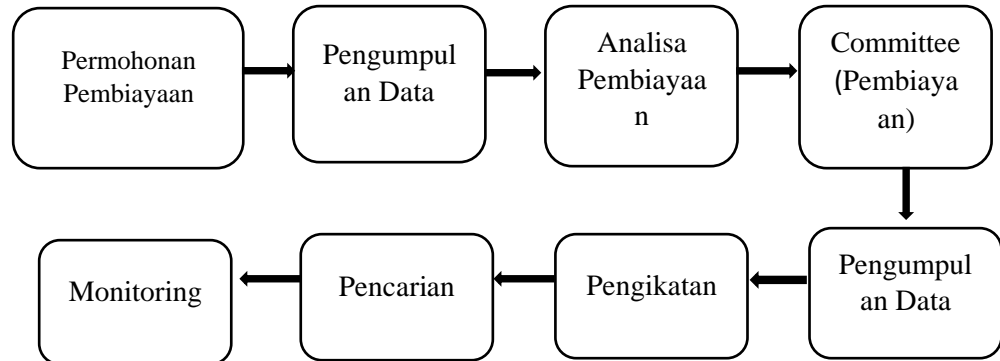 Permohonan
Pembiayaan
Pengumpul
an Data
Analisa
Pembiayaa
n
Committee
(Pembiaya
an)
Pengumpul
an Data
Pengikatan
Pencarian
Monitoring